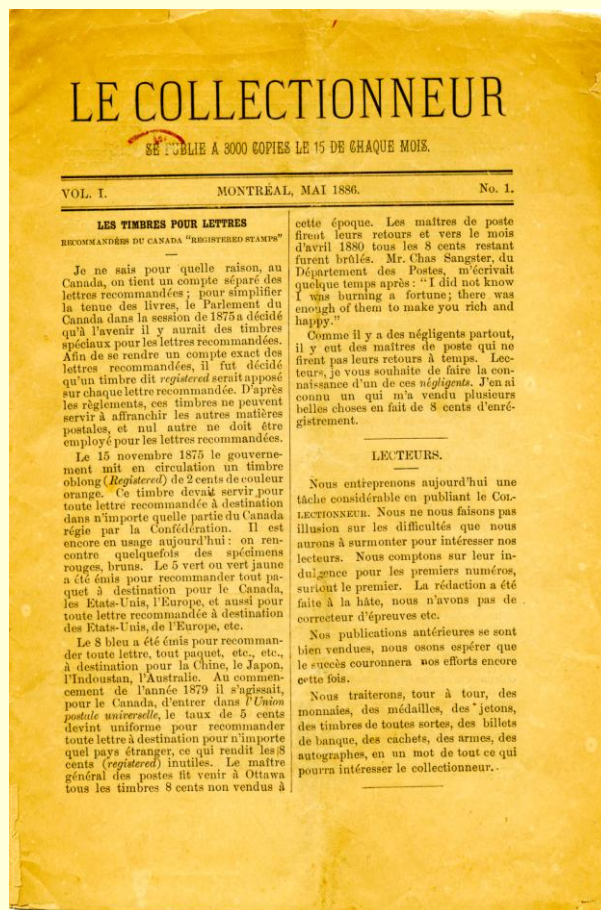 LE COLLECTIONNEUR
SE PUBLIE A 3000 COPIES LE 15 DE CHAQUE MOIS.
VOL. I. MONTRÉAL, MAI 1886. No. 1.
LES TIMBRES POUR LETTRES
RECOMMANDÉES DU CANADA "REGISTERED STAMPS"
Je ne sais pour quelle raison, au
Canada, on tient un compte séparé des
lettres recommandées ; pour simplifier
la tenue des livres, le Parlement du
Canada dans la session de 1875 a décidé
qu'à l'avenir il y aurait des timbres
spéciaux pour les lettres recommandées.
Afin de se rendre un compte exact des
lettres recommandées, il fut décidé
qu'un timbre dit registered serait apposé
sur chaque lettre recommandée. D'après
les règlements, ces timbres ne peuvent
servir à affranchir les autres matières
postales, et nul autre ne doit être
employé pour les lettres recommandées.
Le 15 novembre 1875 le gouverne-
ment mit en circulation un timbre
oblong (Registered) de 2 cents de couleur
orange. Ce timbre devait servir pour
toute lettre recommandée à destination
dans n'importe quelle partie du Canada
régie par la Confédération. Il est
encore en usage aujourd'hui : on ren-
contre quelquefois des spécimens
rouges, bruns. Le 5 vert ou vert jaune
a été émis pour recommander tout pa-
quet à destination pour le Canada,
les Etats-Unis, l'Europe, et aussi pour
toute lettre recommandée à destination
des Etats-Unis, de l'Europe, etc.
Le 8 bleu a été émis pour recomman-
der toute lettre, tout paquet, etc., etc.,
à destination pour la Chine, le Japon,
l'Indoustan, l'Australie. Au commen-
cement de l'année 1879 il s'agissait,
pour le Canada, d'entrer dans l'Union
postale universelle, le taux de 5 cents
devint uniforme pour recommander
toute lettre à destination pour n'importe
quel pays étranger, ce qui rendit les 8
cents (registered) inutiles. Le maître
général des postes fit venir à Ottawa
tous les timbres 8 cents non vendus à
cette époque. Les maîtres de poste
firent leurs retours et vers le mois
d'avril 1880 tous les 8 cents restant
furent brûlés. Mr. Chas Sangster, du
Département des Postes, m'écrivait
quelque temps après : "I did not know
I was burning a fortune ; there was
enough of them to make you rich and
happy."
Comme il y a des négligents partout,
il y eut des maîtres de poste qui ne
firent pas leurs retours à temps. Lec-
teurs, je vous souhaite de faire la con-
naissance d'un de ces négligents. J'en ai
connu un qui m'a vendu plusieurs
belles choses en fait de 8 cents d'enré-
gistrement.
LECTEURS.
Nous entreprenons aujourd'hui une
tâche considérable en publiant le COL-
LECTIONNEUR. Nous ne nous faisons pas
illusion sur les difficultés que nous
aurons à surmonter pour intéresser nos
lecteurs. Nous comptons sur leur in-
dulgence pour les premiers numéros,
surtout le premier. La rédaction a été
faite à la hâte, nous n'avons pas de
correcteur d'épreuves etc.
Nos publications antérieures se sont
bien vendues, nous osons espérer que
le succès couronnera nos efforts encore
cette fois.
Nous traiterons, tour à tour, des
monnaies, des médailles, des jetons,
des timbres de toutes sortes, des billets
de banque, des cachets, des armes, des
autographes, en un mot de tout ce qui
pourra intéresser le collectionneur.